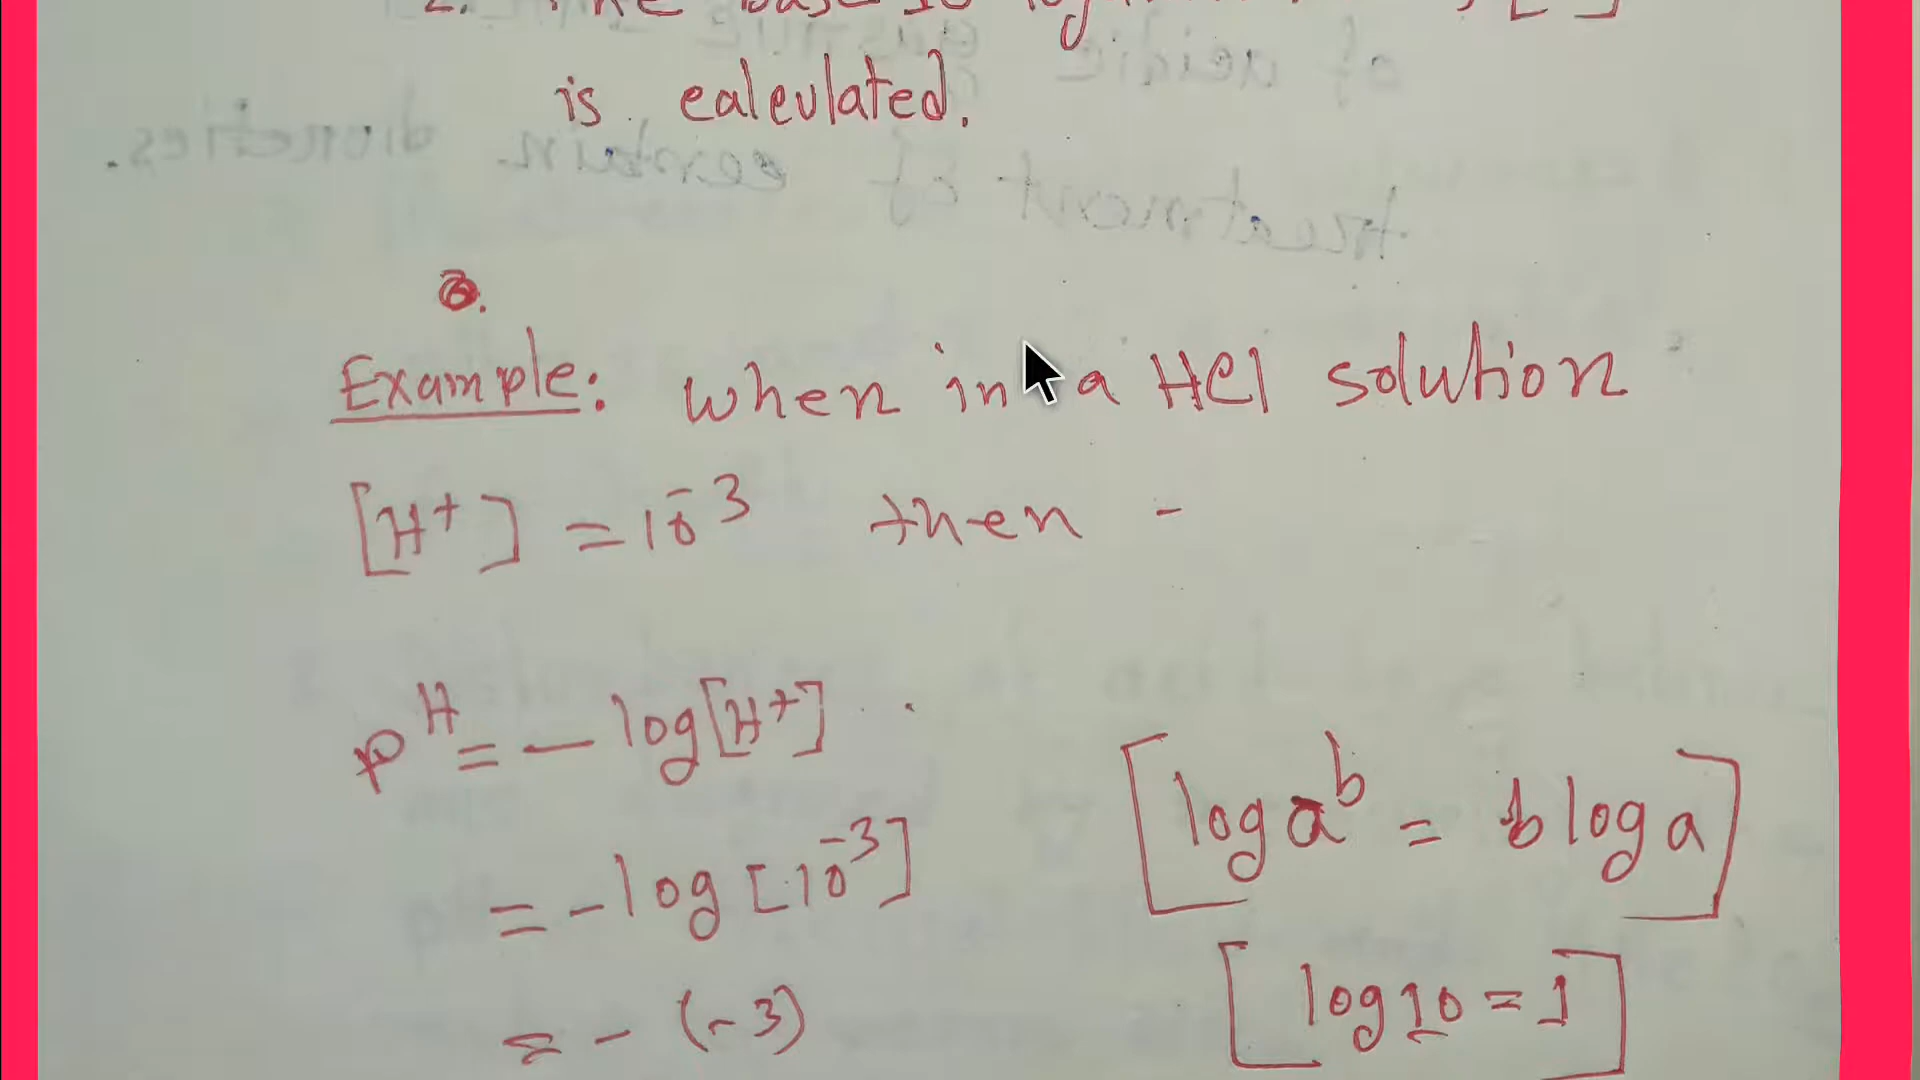 is calculated.
Example: when in a HCl solution
[H+] = 10⁻³ then -
pᴴ = - log[H+]
= - log [10⁻³]
= - (-3)
[log aᵇ = b log a]
[log 10 = 1]